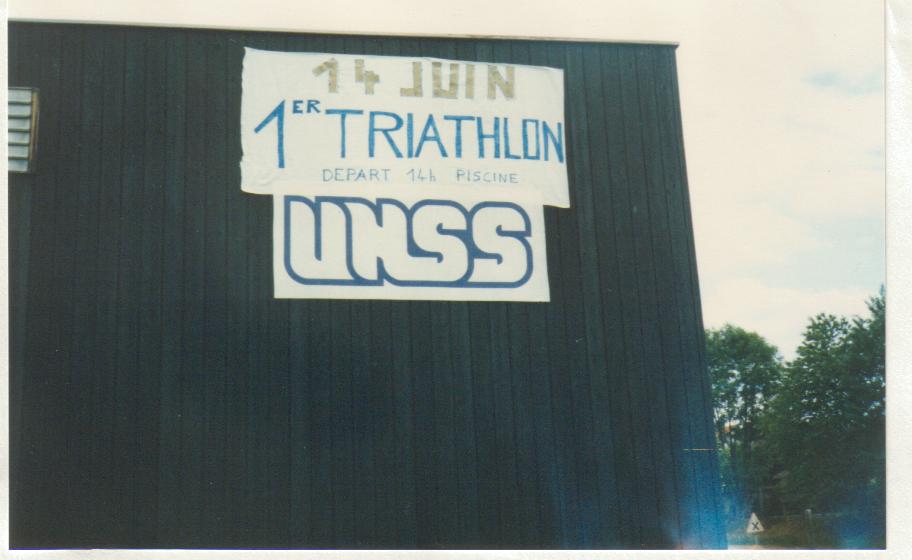 14 JUIN
1ER TRIATHLON
DEPART 14h PISCINE
UNSS